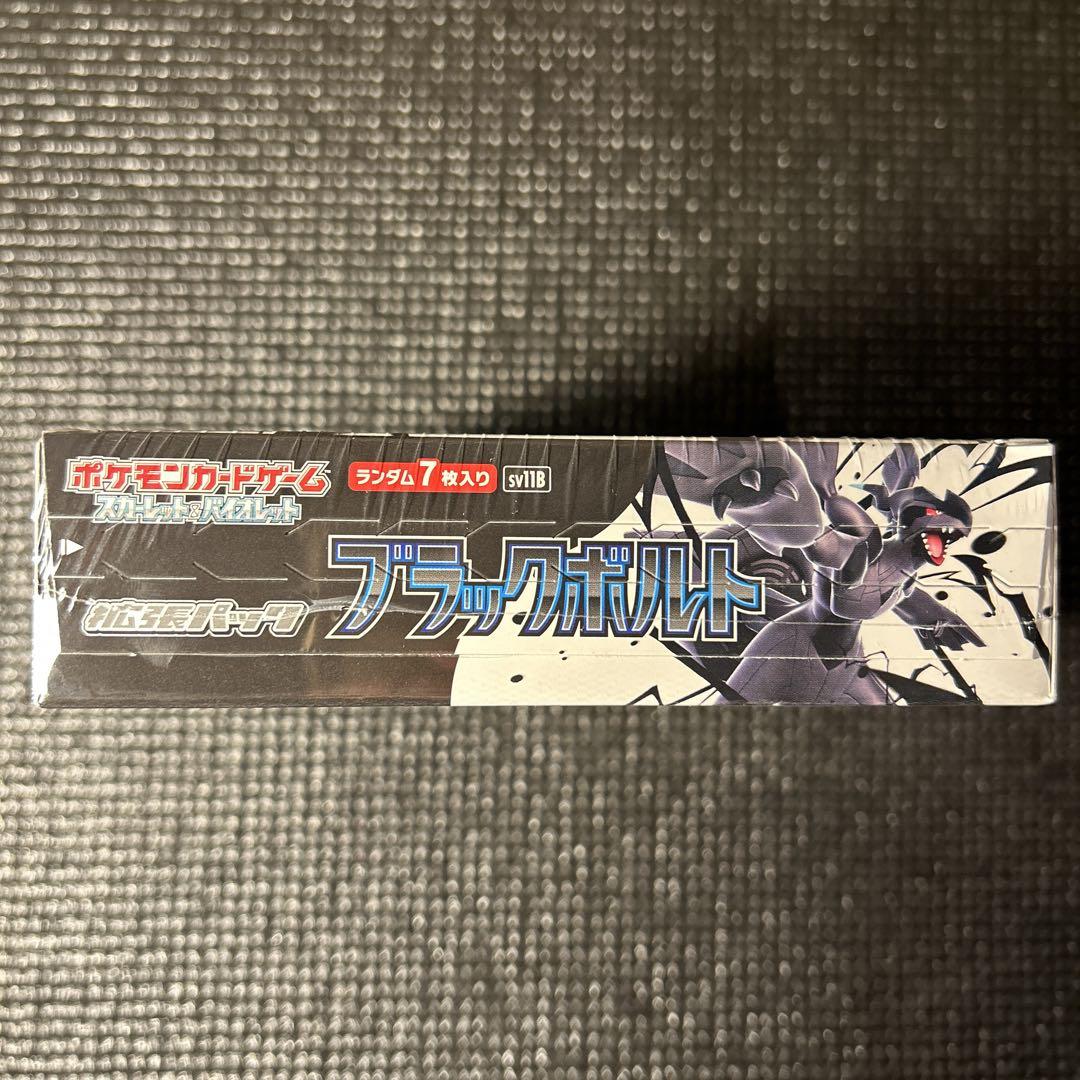 ポケモンカードゲーム™
スカーレット&バイオレット
ランダム7枚入り
sv11B
拡張パック
ブラックボルト